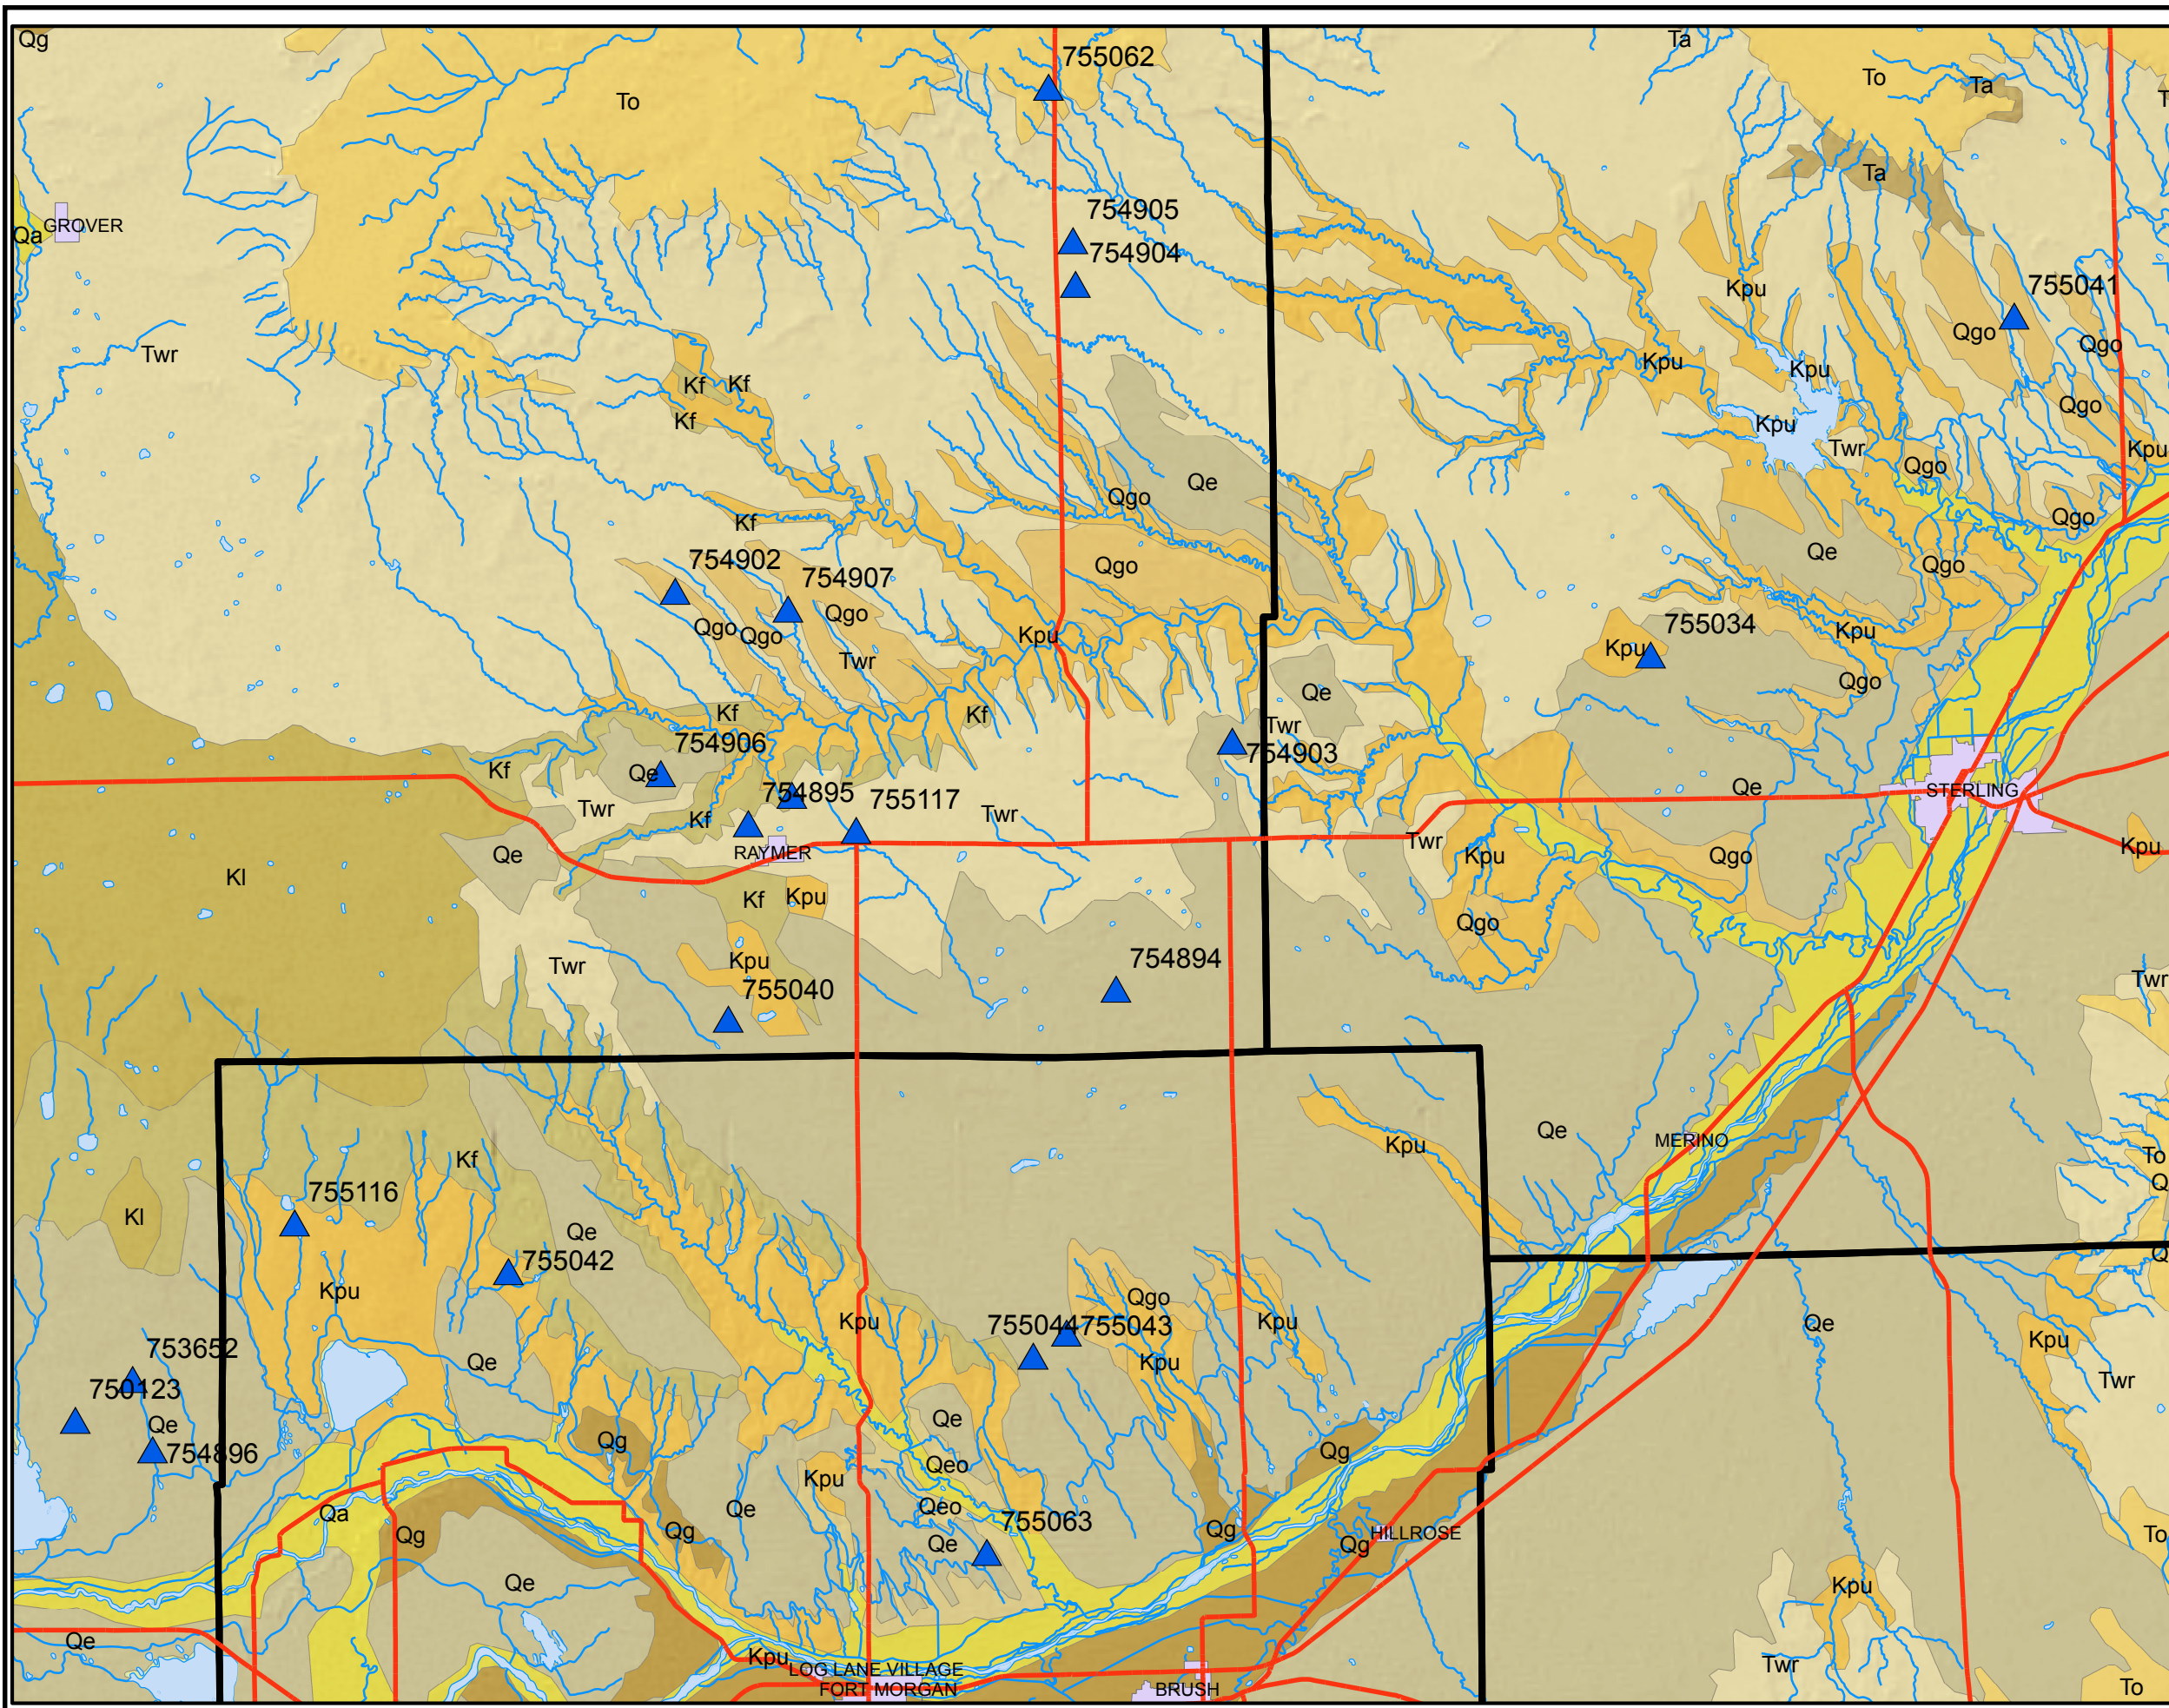 Qg
Ta
755062
To
Ta
To
Ta
754905
GROVER
Qa
754904
755041
Kpu
Qgo
Qgo
Twr
Kpu
Kpu
Kf
Kf
Qgo
Kf
Kpu
Twr
Kpu
Qgo
Qe
Qgo
Kf
Qgo
Qe
754902
Qgo
Qgo
754907
Qgo
755034
Qgo
Qgo
Kpu
Kpu
Kpu
Twr
Qgo
Qe
Kf
Kf
Twr
754906
754903
Kf
Qe
Qe
STERLING
754895
755117
Twr
Twr
Kf
Twr
Kpu
RAYMER
Qe
Kpu
Qgo
Kl
Kf
Kpu
Qgo
Kpu
754894
Twr
Twr
755040
Qe
MERINO
Kpu
Kf
To
755116
Kl
Qe
755042
Kpu
Qgo
Kpu
755044
755043
Kpu
Qe
Kpu
753652
Qe
Kpu
Twr
750123
Qe
Qe
Qg
Qg
754896
Qeo
Kpu
Qeo
Qa
Qe
755063
Qg
Qg
Qg
HILLROSE
To
Qe
Qg
Qe
Kpu
Qe
Kpu
LOG LANE VILLAGE
Twr
FORT MORGAN
BRUSH
To